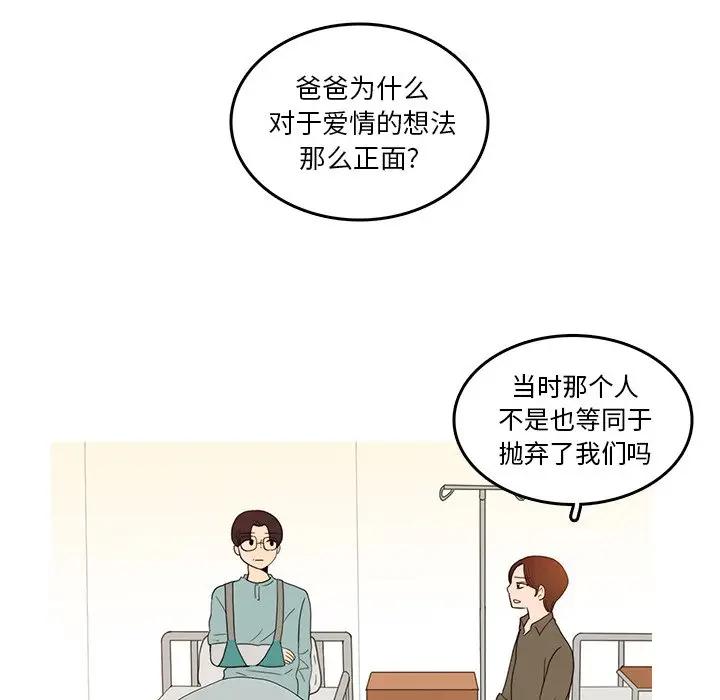 爸爸为什么
对于爱情的想法
那么正面?
当时那个人
不是也等同于
抛弃了我们吗